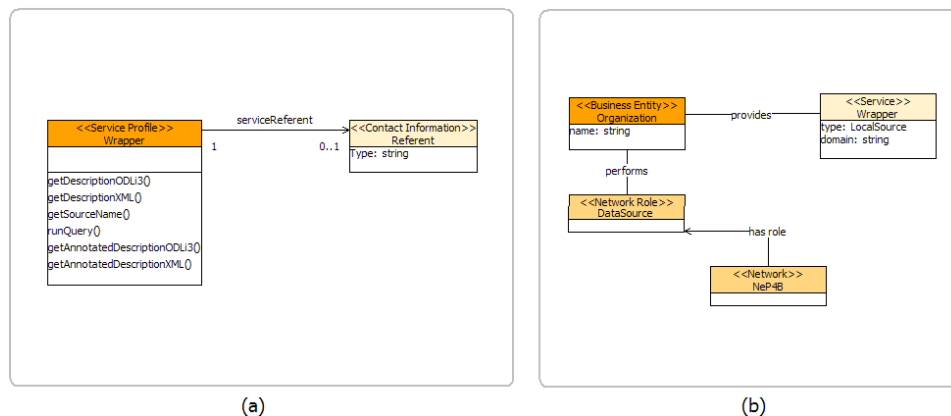 serviceReferent
<<Service Profile>>
Wrapper
1
0..1
<<Contact Information>>
Referent
Type: string
getDescriptionODLi3()
getDescriptionXML()
getSourceName()
runQuery()
getAnnotatedDescriptionODLi3()
getAnnotatedDescriptionXML()
(a)
<<Business Entity>>
Organization
name: string
provides
<<Service>>
Wrapper
type: LocalSource
domain: string
performs
<<Network Role>>
DataSource
has role
<<Network>>
NeP4B
(b)